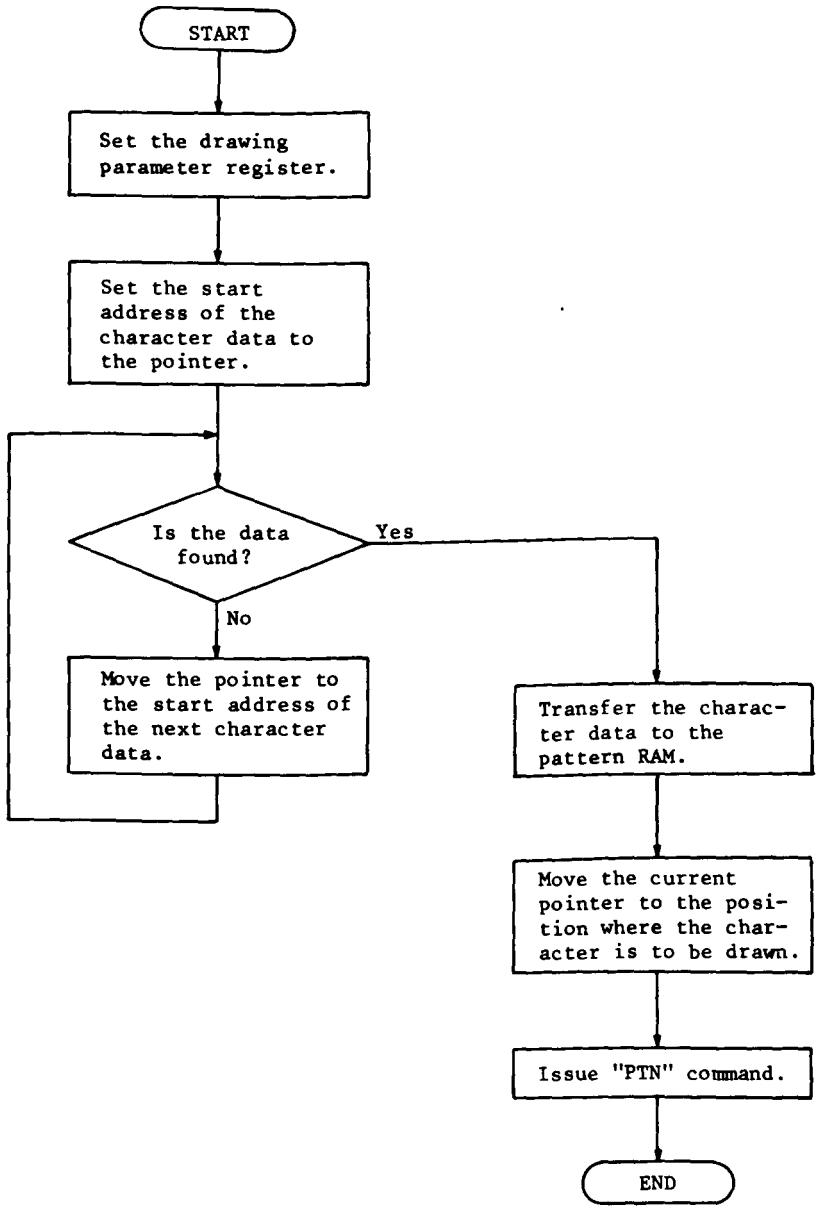 START
Set the drawing
parameter register.
Set the start
address of the
character data to
the pointer.
Is the data
found?
Yes
No
Move the pointer to
the start address of
the next character
data.
Transfer the charac-
ter data to the
pattern RAM.
Move the current
pointer to the posi-
tion where the char-
acter is to be drawn.
Issue "PTN" command.
END